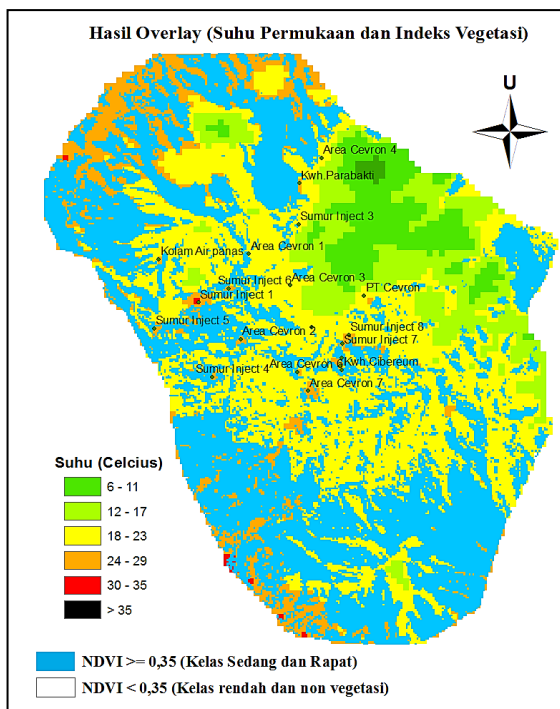 Hasil Overlay (Suhu Permukaan dan Indeks Vegetasi)
U
Area Cevron 4
Kwh.Parabakti
Sumur Inject 3
Area Cevron 1
Kolam Air panas
Area Cevron 3
Sumur Inject 6
PT Cevron
Sumur Inject 1
Sumur Inject 5
Sumur Inject 8
Area Cevron 2
Sumur Inject 7
Sumur Inject 4
Area Cevron
Kwh.Cibereum
Area Cevron 7
Suhu (Celcius)
6 - 11
12 - 17
18 - 23
24 - 29
30 - 35
> 35
NDVI >= 0,35 (Kelas Sedang dan Rapat)
NDVI < 0,35 (Kelas rendah dan non vegetasi)